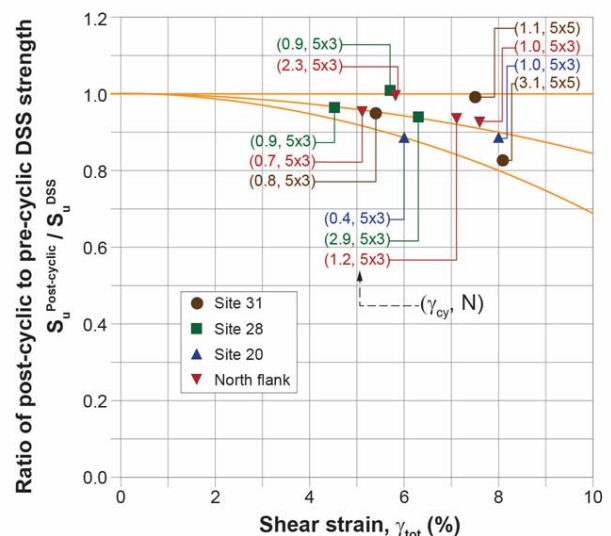 1.2
1.0
0.8
0.6
0.4
0.2
0.0
0
2
4
6
8
10
Ratio of post-cyclic to pre-cyclic DSS strength
Su Post-cyclic / Su DSS
Shear strain, γtot (%)
(0.9, 5x3)
(2.3, 5x3)
(1.1, 5x5)
(1.0, 5x3)
(1.0, 5x3)
(3.1, 5x5)
(0.9, 5x3)
(0.7, 5x3)
(0.8, 5x3)
(0.4, 5x3)
(2.9, 5x3)
(1.2, 5x3)
(γcy, N)
Site 31
Site 28
Site 20
North flank